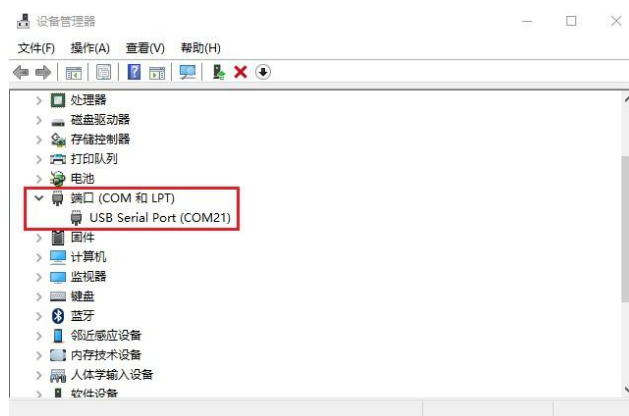 设备管理器
文件(F) 操作(A) 查看(V) 帮助(H)
处理器
磁盘驱动器
存储控制器
打印队列
电池
端口 (COM 和 LPT)
USB Serial Port (COM21)
固件
计算机
监视器
键盘
蓝牙
邻近感应设备
内存技术设备
人体学输入设备
软件设备